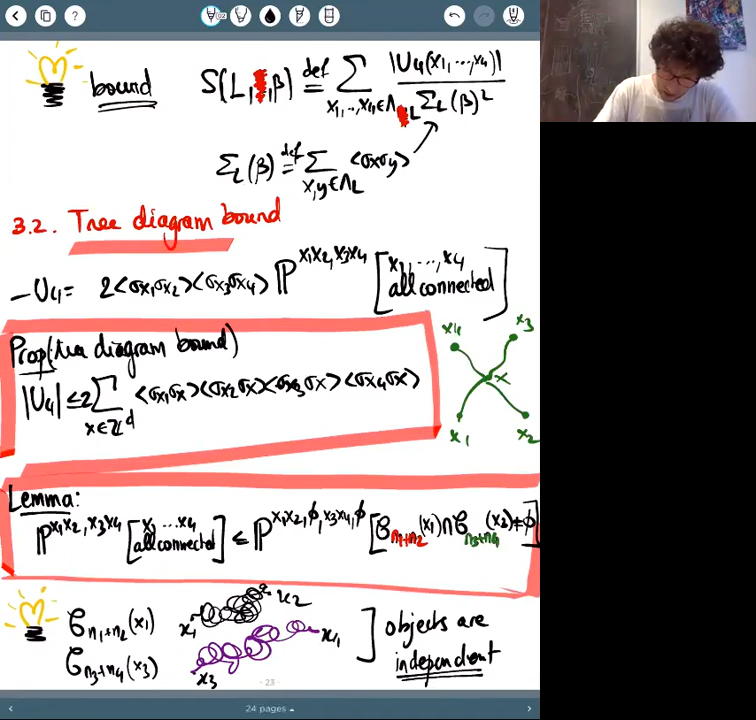 bound S(L, ,β) def= Σ_{x1,..,x4∈Λ_L} |U4(x1,...,x4)| / Σ_L(β)²
Σ_L(β) def= Σ_{x,y∈Λ_L} <σxσy>
3.2. Tree diagram bound
-U4 = 2<σx1σx2><σx3σx4> ℙ^{x1x2,x3x4} [x1,...,x4 all connected]
Prop (tree diagram bound)
|U4| ≤ 2 Σ_{x∈ℤ^d} <σx1σx><σx2σx><σx3σx><σx4σx>
x4 x3
x
x1 x2
Lemma:
ℙ^{x1x2,x3x4} [x1...x4 all connected] ≤ ℙ^{x1x2,ϕ,x3x4,ϕ} [𝒞_{n1+n2}(x1)∩𝒞_{n3+n4}(x2)≠ϕ]
𝒞_{n1+n2}(x1) x1 x2
𝒞_{n3+n4}(x3) x3 x4
] objects are
independent
23
24 pages